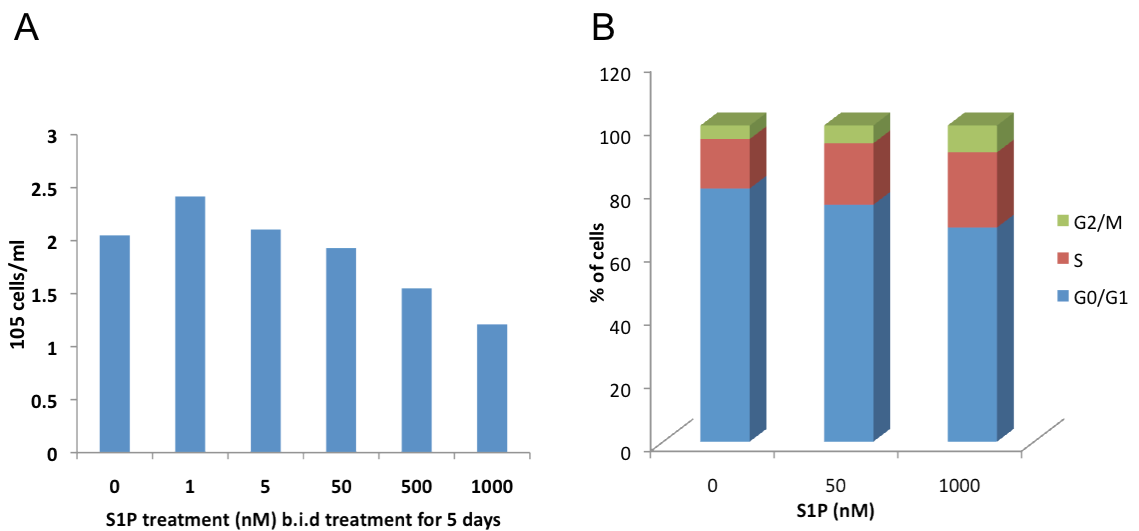 A
3
2.5
2
1.5
1
0.5
0
105 cells/ml
0 1 5 50 500 1000
S1P treatment (nM) b.i.d treatment for 5 days
B
120
100
80
60
40
20
0
% of cells
0 50 1000
S1P (nM)
G2/M
S
G0/G1